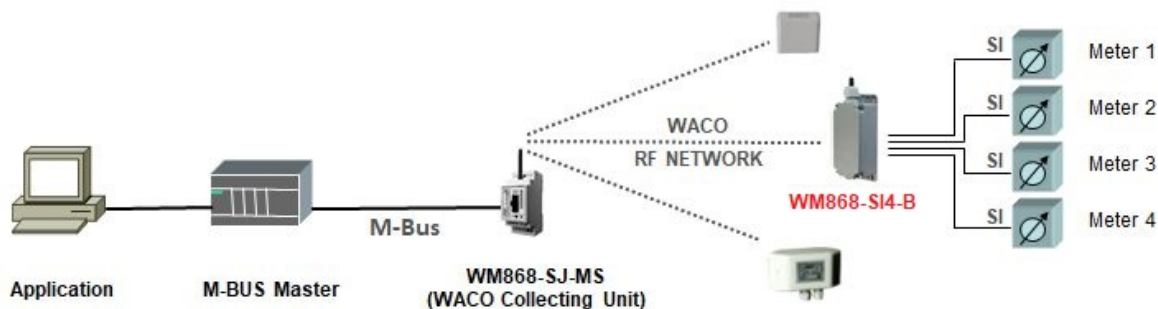 SI
Meter 1
SI
Meter 2
WACO
RF NETWORK
SI
Meter 3
WM868-SI4-B
SI
Meter 4
M-Bus
Application
M-BUS Master
WM868-SJ-MS
(WACO Collecting Unit)